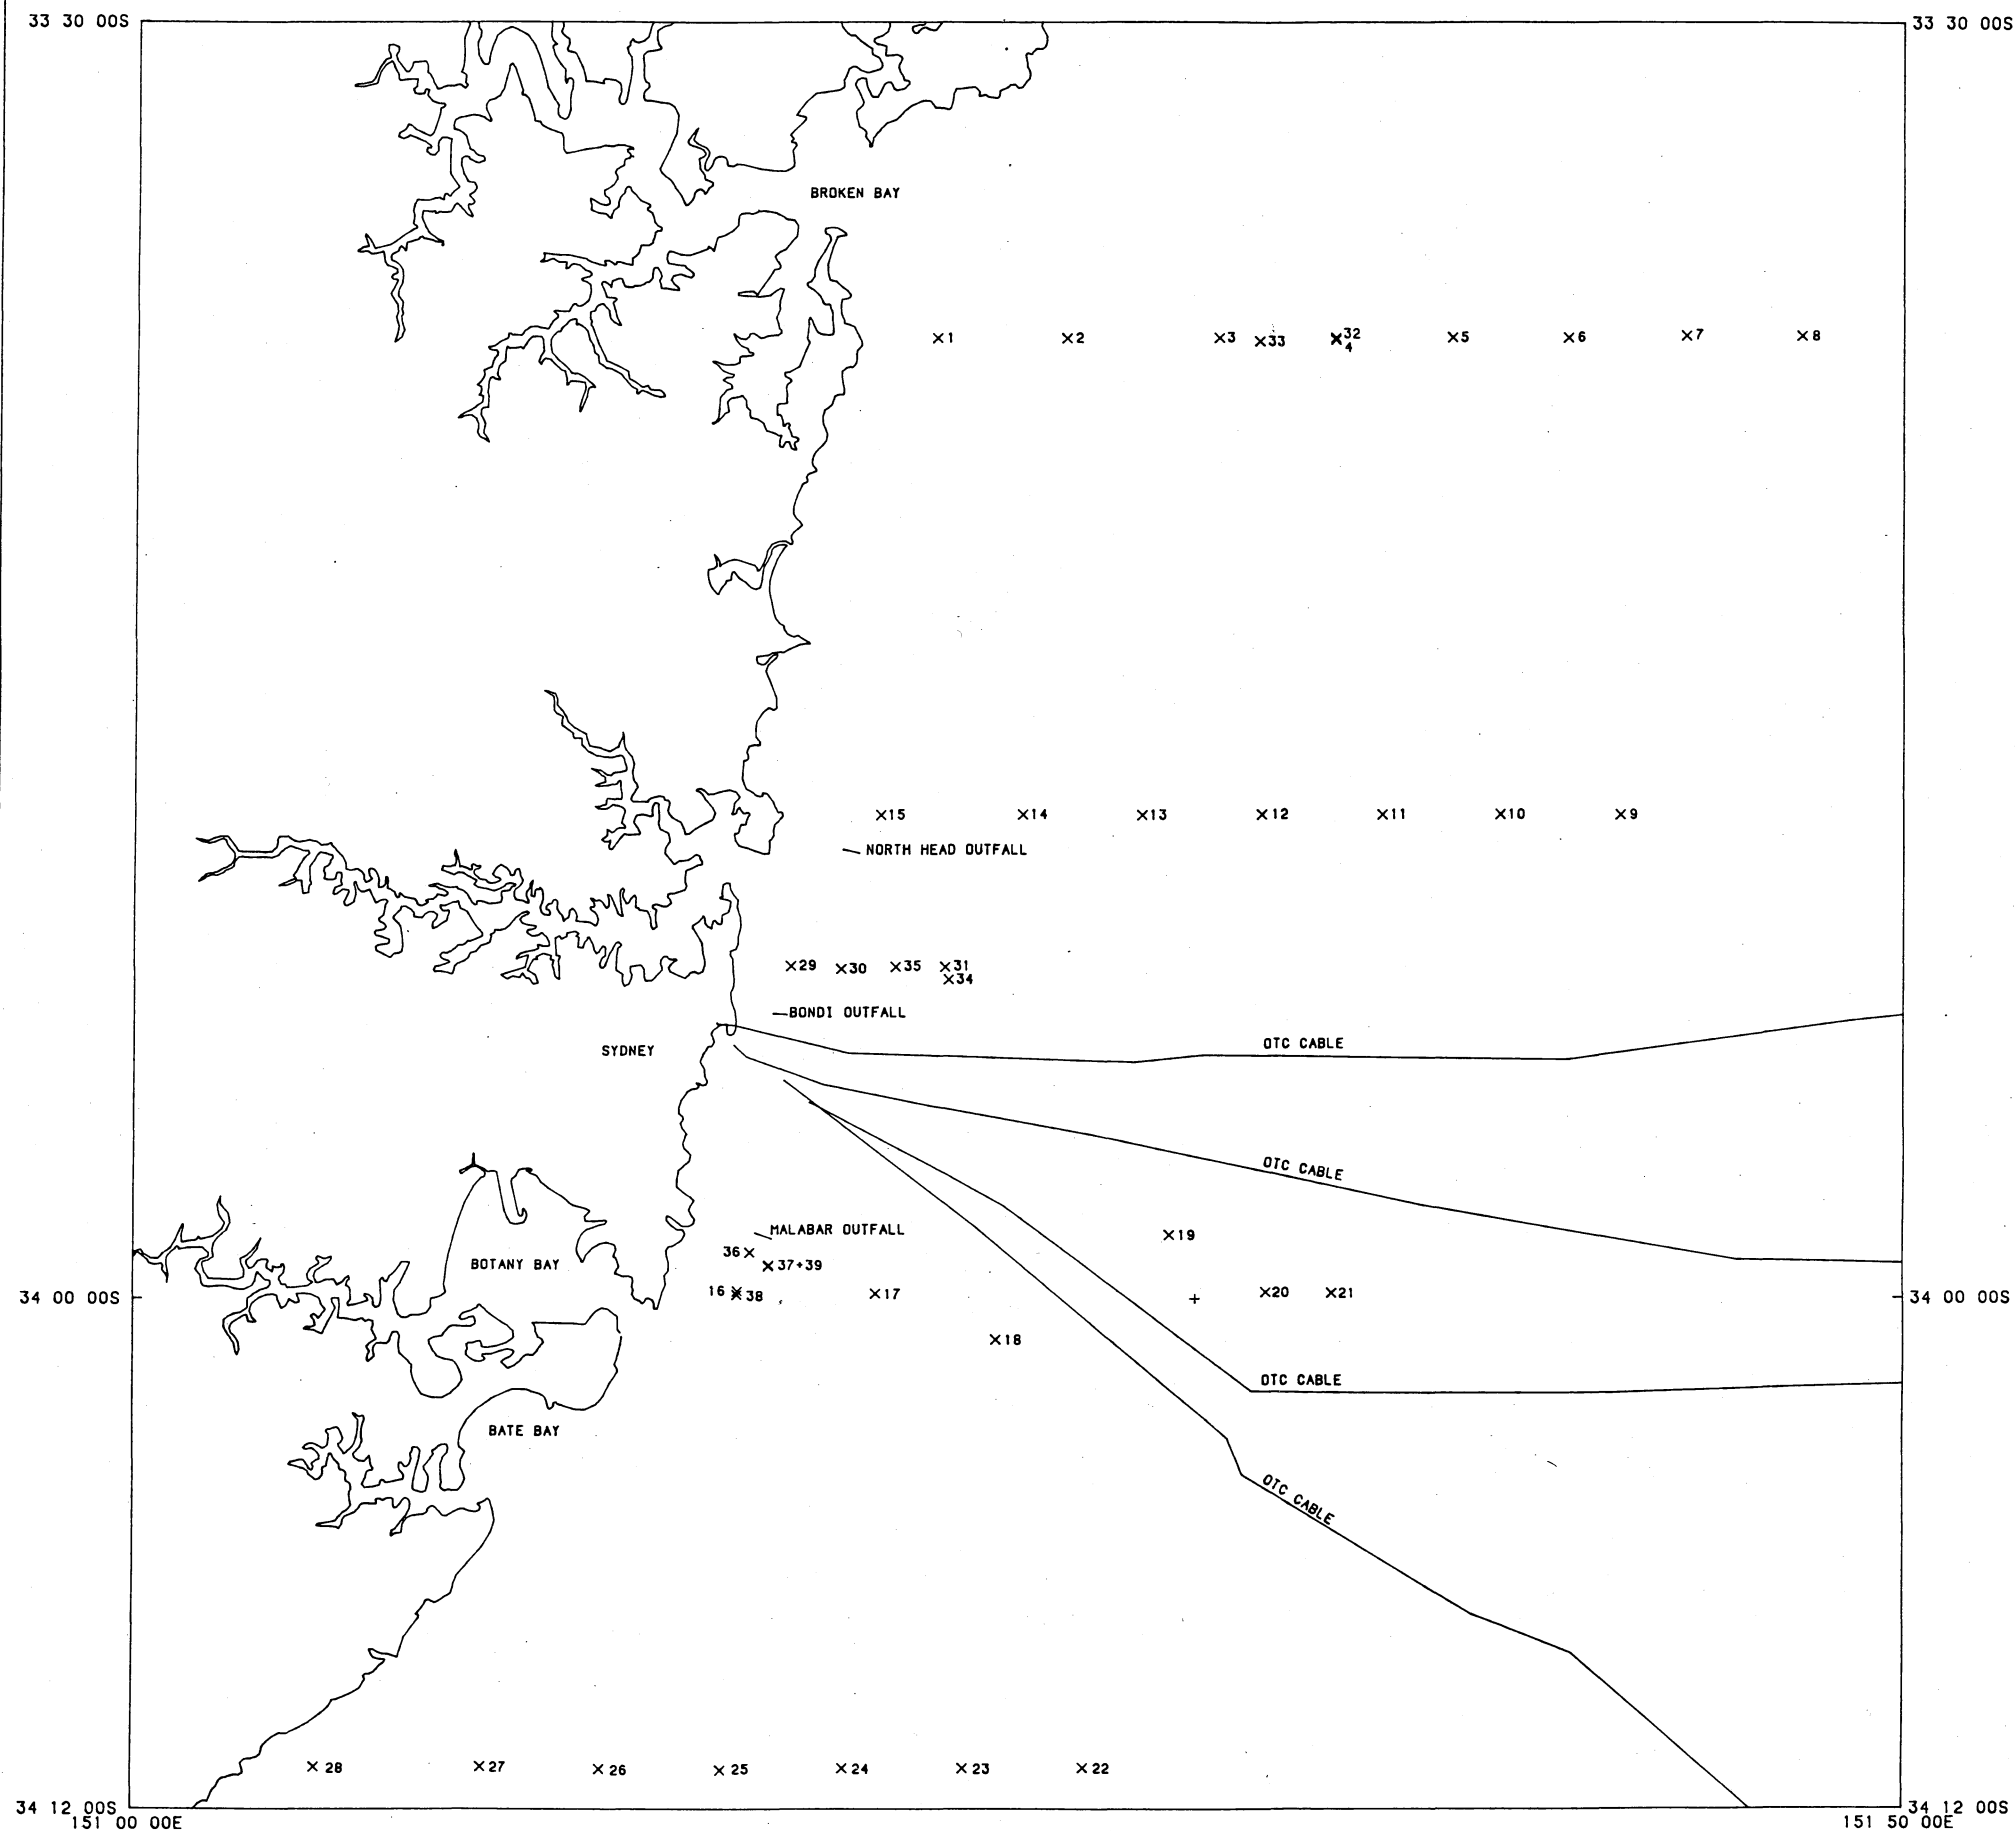 33 30 00S 33 30 00S
BROKEN BAY
1 2 3 33 32 5 6 7 8
4
15 14 13 12 11 10 9
NORTH HEAD OUTFALL
29 30 35 31
34
BONDI OUTFALL
OTC CABLE
SYDNEY
OTC CABLE
MALABAR OUTFALL
19
36
BOTANY BAY 37+39
16 38 17 20 21
34 00 00S 34 00 00S
18
OTC CABLE
BATE BAY
OTC CABLE
28 27 26 25 24 23 22
34 12 00S 34 12 00S
151 00 00E 151 50 00E